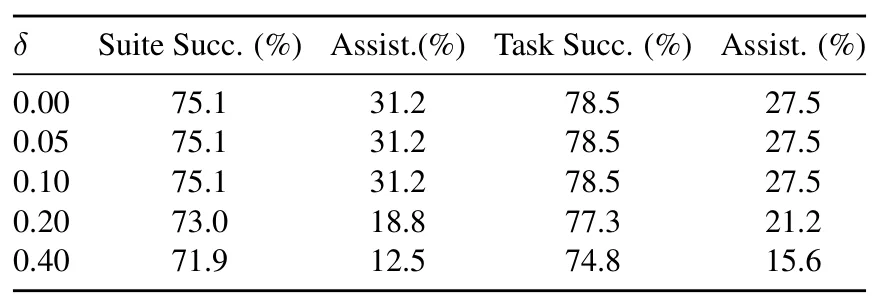 δ Suite Succ. (%) Assist.(%) Task Succ. (%) Assist. (%)
0.00 75.1 31.2 78.5 27.5
0.05 75.1 31.2 78.5 27.5
0.10 75.1 31.2 78.5 27.5
0.20 73.0 18.8 77.3 21.2
0.40 71.9 12.5 74.8 15.6